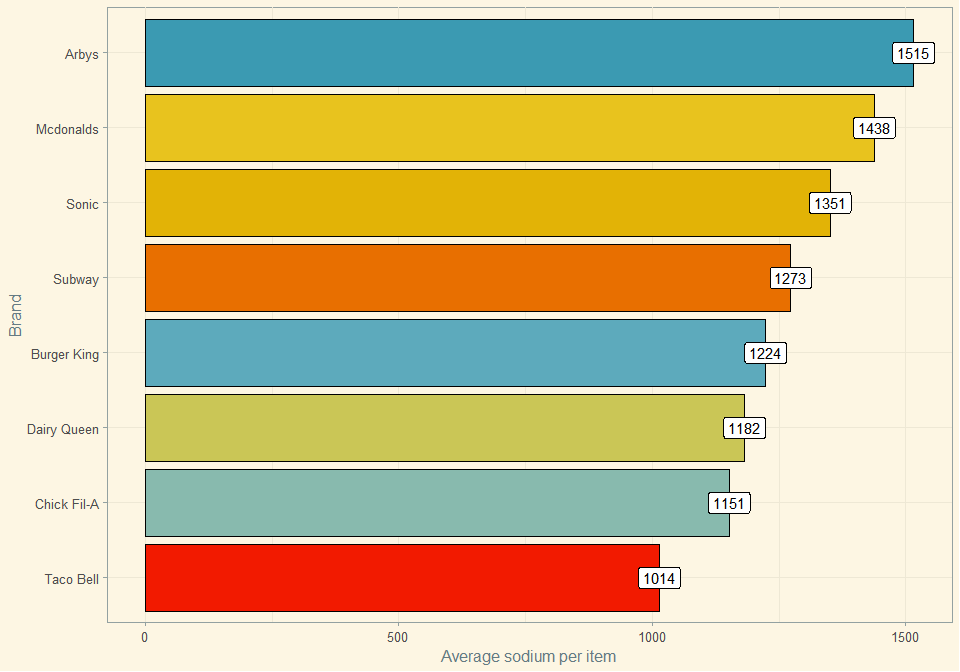 Arbys 1515
Mcdonalds 1438
Sonic 1351
Subway 1273
Burger King 1224
Dairy Queen 1182
Chick Fil-A 1151
Taco Bell 1014
Brand
0 500 1000 1500
Average sodium per item